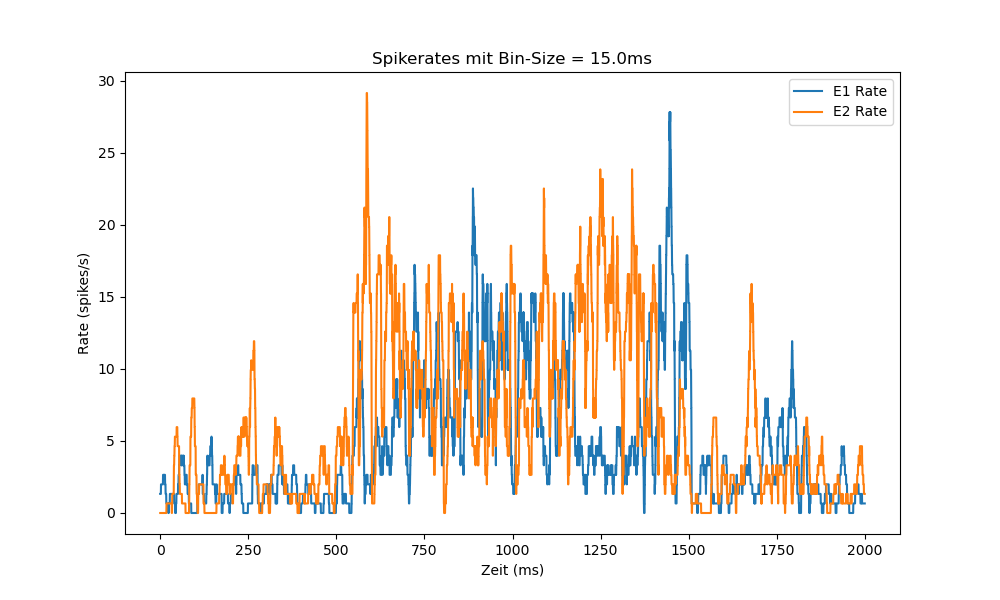 Spikerates mit Bin-Size = 15.0ms
E1 Rate
E2 Rate
30
25
20
15
10
5
0
Rate (spikes/s)
0 250 500 750 1000 1250 1500 1750 2000
Zeit (ms)